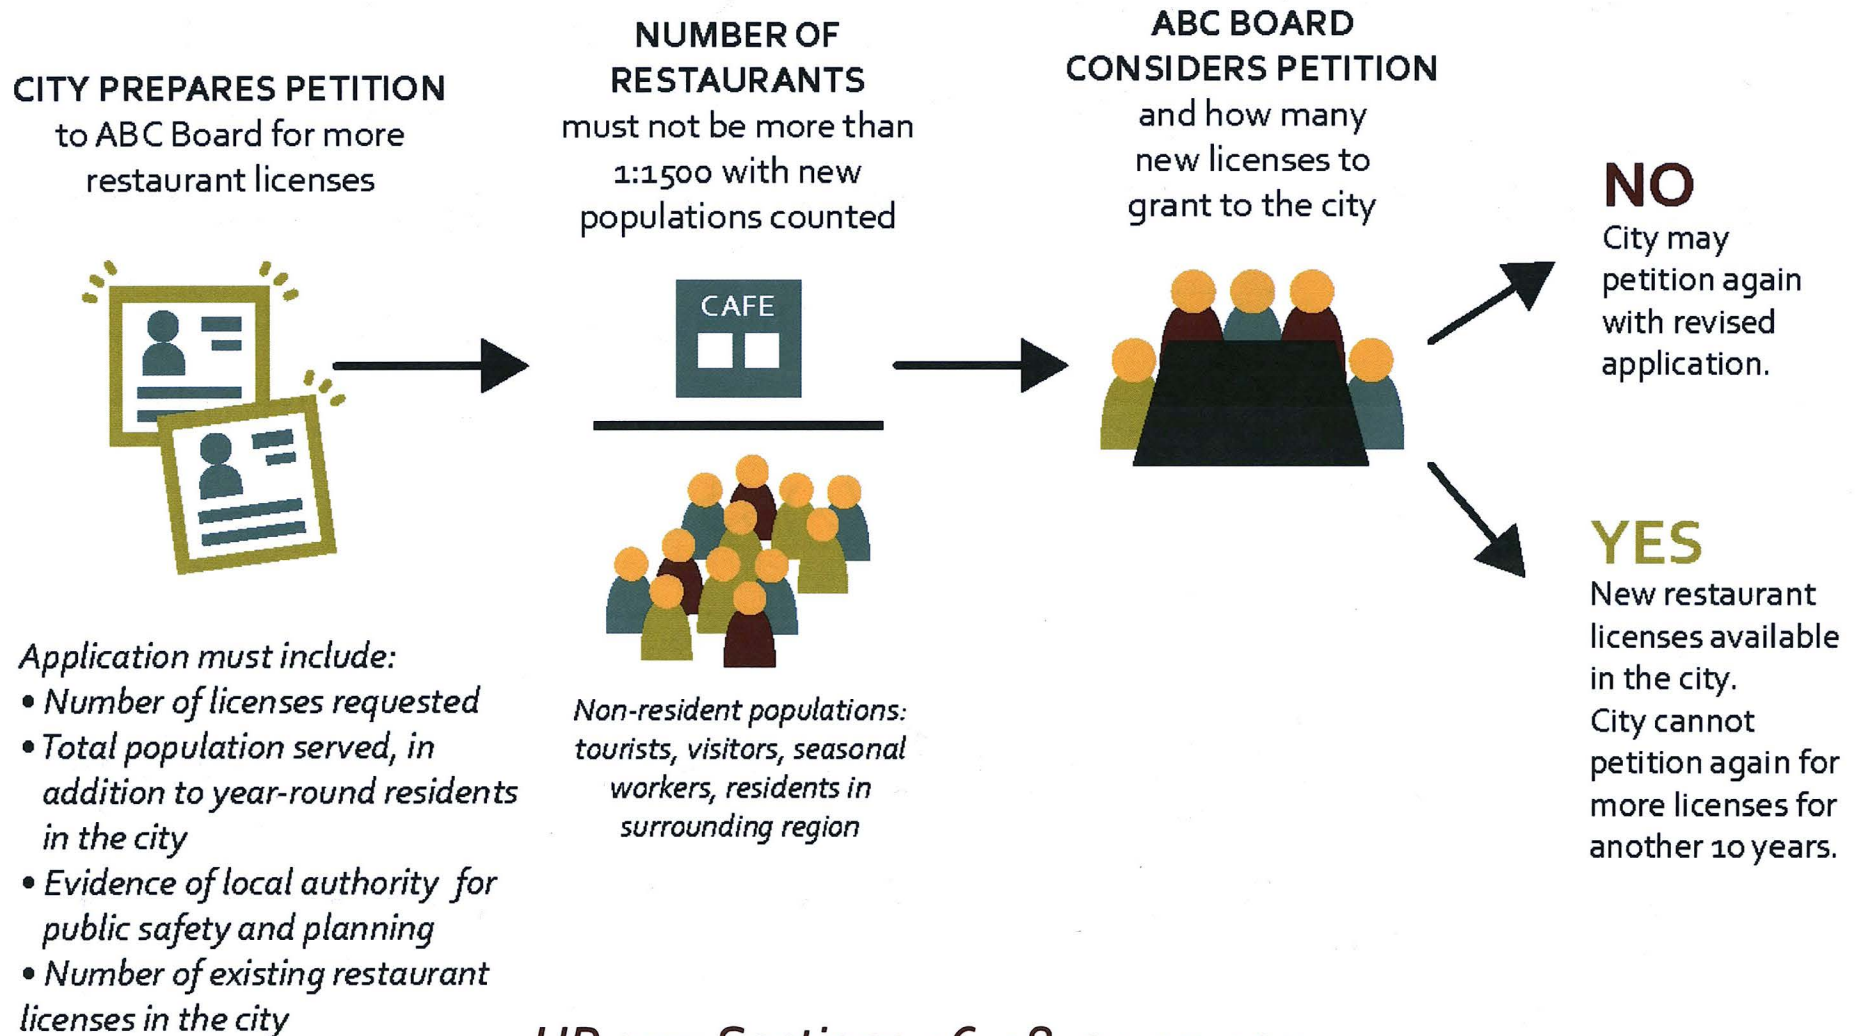 CITY PREPARES PETITION
to ABC Board for more
restaurant licenses
Application must include:
• Number of licenses requested
• Total population served, in
addition to year-round residents
in the city
• Evidence of local authority for
public safety and planning
• Number of existing restaurant
licenses in the city
NUMBER OF
RESTAURANTS
must not be more than
1:1500 with new
populations counted
CAFE
Non-resident populations:
tourists, visitors, seasonal
workers, residents in
surrounding region
ABC BOARD
CONSIDERS PETITION
and how many
new licenses to
grant to the city
NO
City may
petition again
with revised
application.
YES
New restaurant
licenses available
in the city.
City cannot
petition again for
more licenses for
another 10 years.